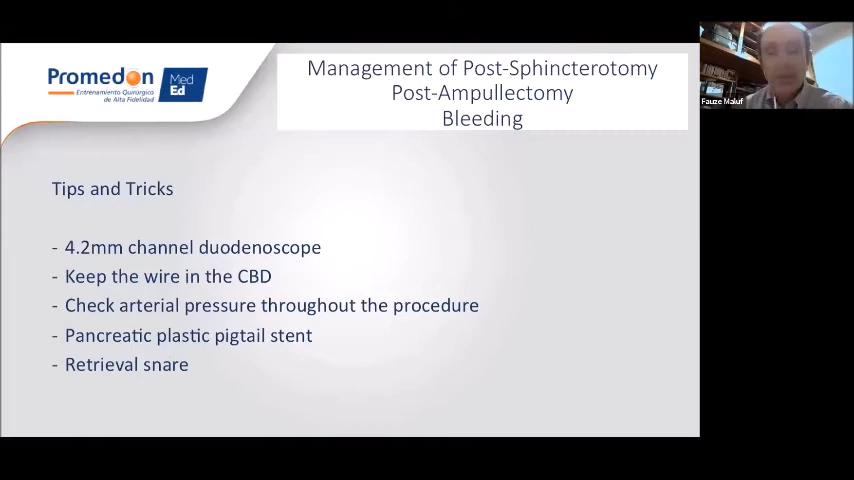 Promedon
Entrenamiento Quirúrgico
de Alta Fidelidad
Med
Ed
Management of Post-Sphincterotomy
Post-Ampullectomy
Bleeding
Fauze Maluf
Tips and Tricks
- 4.2mm channel duodenoscope
- Keep the wire in the CBD
- Check arterial pressure throughout the procedure
- Pancreatic plastic pigtail stent
- Retrieval snare